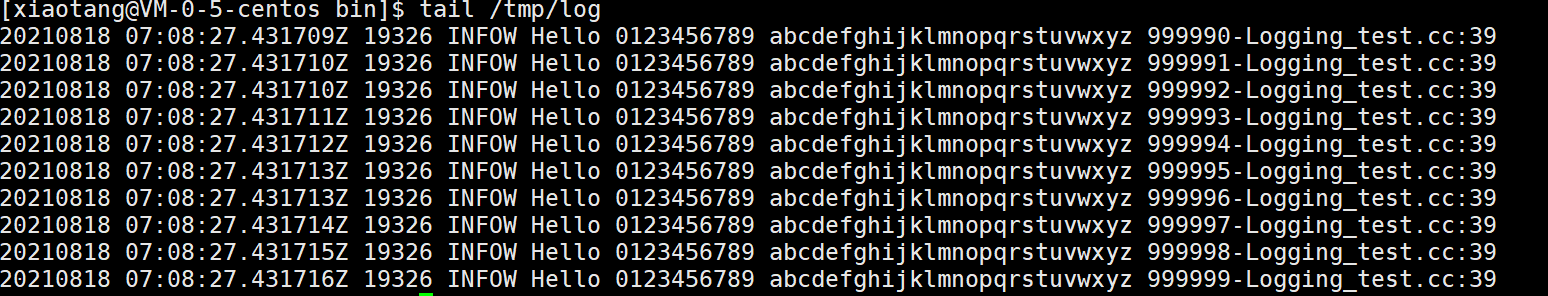 [xiaotang@VM-0-5-centos bin]$ tail /tmp/log
20210818 07:08:27.431709Z 19326 INFOW Hello 0123456789 abcdefghijklmnopqrstuvwxyz 999990-Logging_test.cc:39
20210818 07:08:27.431710Z 19326 INFOW Hello 0123456789 abcdefghijklmnopqrstuvwxyz 999991-Logging_test.cc:39
20210818 07:08:27.431710Z 19326 INFOW Hello 0123456789 abcdefghijklmnopqrstuvwxyz 999992-Logging_test.cc:39
20210818 07:08:27.431711Z 19326 INFOW Hello 0123456789 abcdefghijklmnopqrstuvwxyz 999993-Logging_test.cc:39
20210818 07:08:27.431712Z 19326 INFOW Hello 0123456789 abcdefghijklmnopqrstuvwxyz 999994-Logging_test.cc:39
20210818 07:08:27.431713Z 19326 INFOW Hello 0123456789 abcdefghijklmnopqrstuvwxyz 999995-Logging_test.cc:39
20210818 07:08:27.431713Z 19326 INFOW Hello 0123456789 abcdefghijklmnopqrstuvwxyz 999996-Logging_test.cc:39
20210818 07:08:27.431714Z 19326 INFOW Hello 0123456789 abcdefghijklmnopqrstuvwxyz 999997-Logging_test.cc:39
20210818 07:08:27.431715Z 19326 INFOW Hello 0123456789 abcdefghijklmnopqrstuvwxyz 999998-Logging_test.cc:39
20210818 07:08:27.431716Z 19326 INFOW Hello 0123456789 abcdefghijklmnopqrstuvwxyz 999999-Logging_test.cc:39